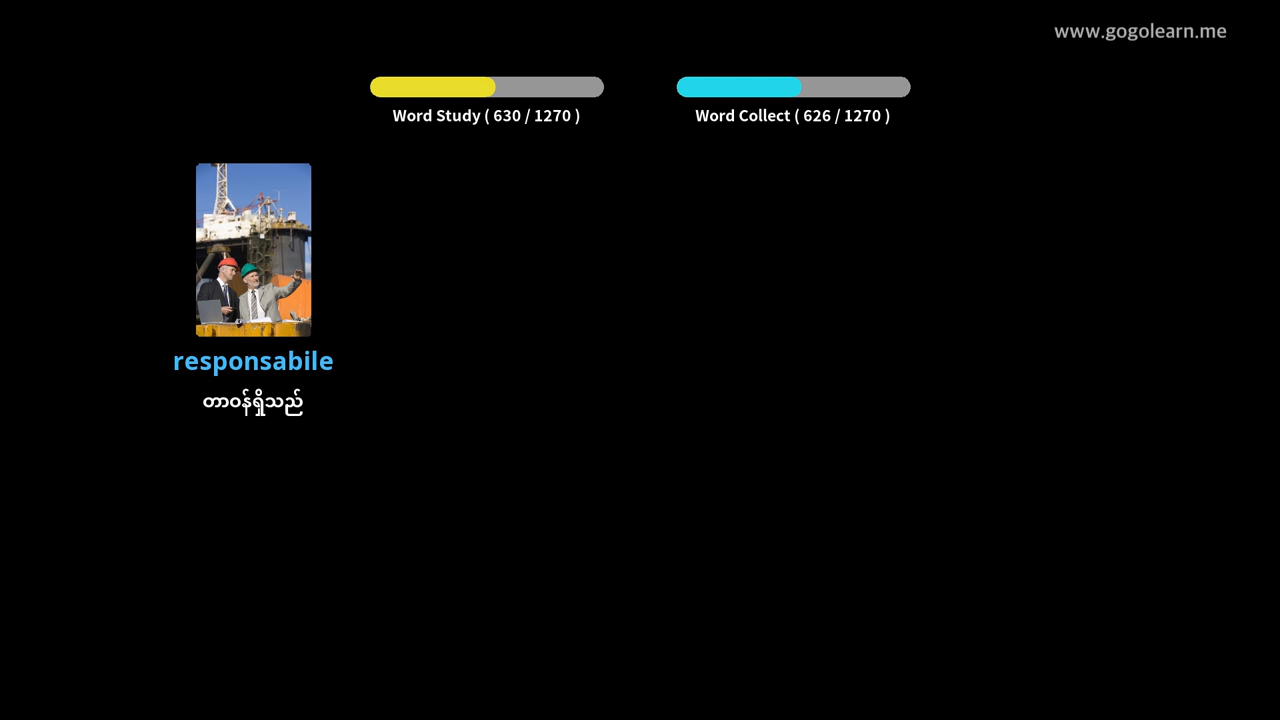 www.gogolearn.me
Word Study ( 630 / 1270 )
Word Collect ( 626 / 1270 )
responsabile
တာဝန်ရှိသည်